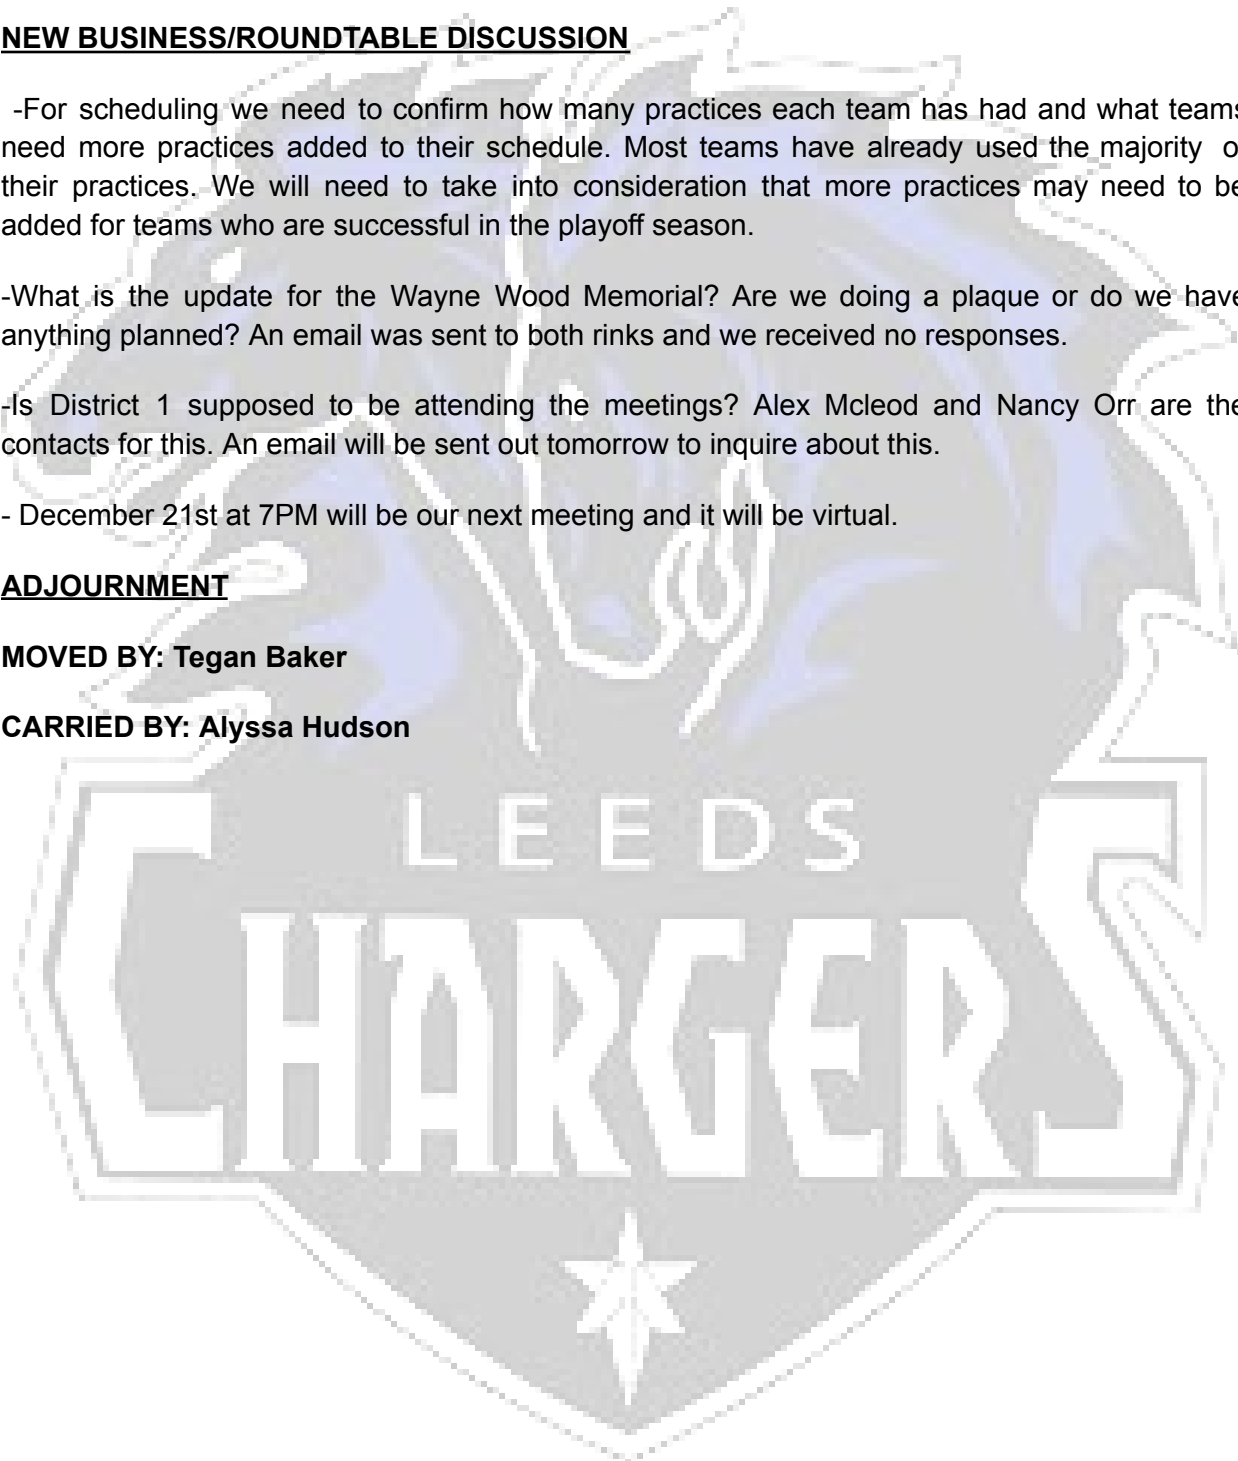 NEW BUSINESS/ROUNDTABLE DISCUSSION
-For scheduling we need to confirm how many practices each team has had and what teams
need more practices added to their schedule. Most teams have already used the majority o
their practices. We will need to take into consideration that more practices may need to be
added for teams who are successful in the playoff season.
-What is the update for the Wayne Wood Memorial? Are we doing a plaque or do we have
anything planned? An email was sent to both rinks and we received no responses.
-Is District 1 supposed to be attending the meetings? Alex Mcleod and Nancy Orr are the
contacts for this. An email will be sent out tomorrow to inquire about this.
- December 21st at 7PM will be our next meeting and it will be virtual.
ADJOURNMENT
MOVED BY: Tegan Baker
CARRIED BY: Alyssa Hudson
LEEDS
CHARGERS